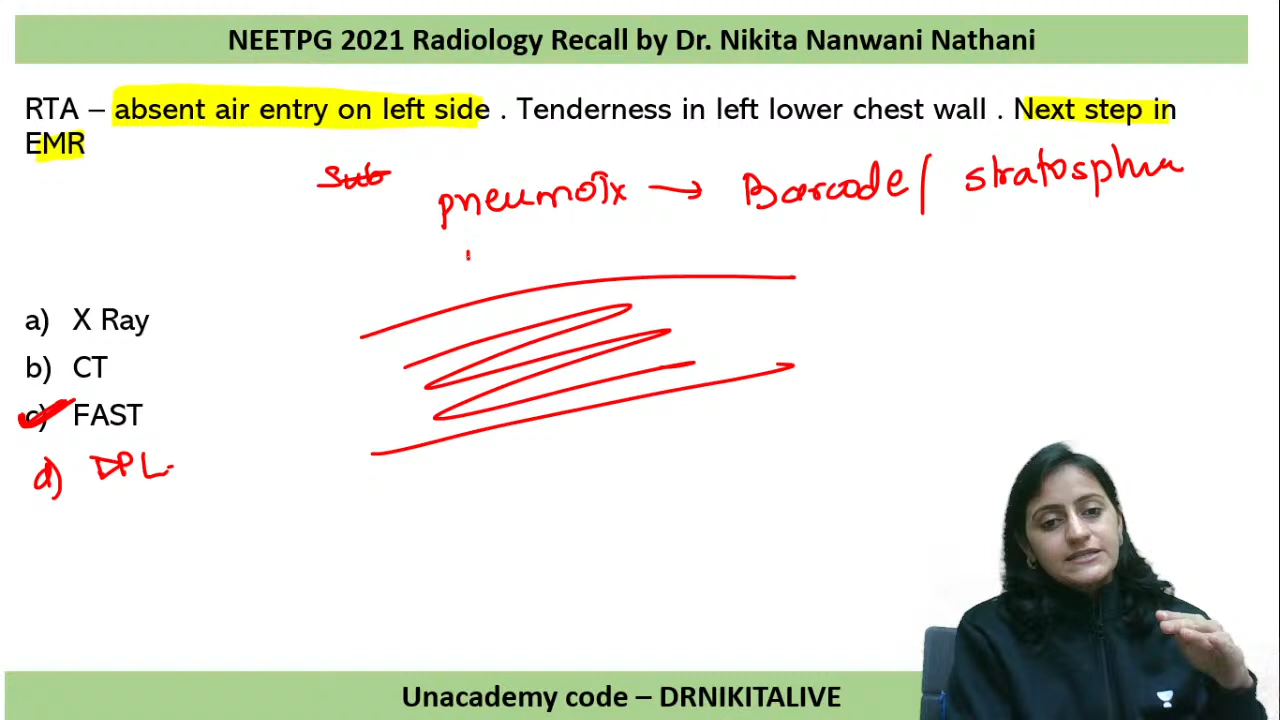 NEETPG 2021 Radiology Recall by Dr. Nikita Nanwani Nathani
RTA – absent air entry on left side . Tenderness in left lower chest wall . Next step in
EMR
Sub
pneumoTx → Barcode / stratosphere
a) X Ray
b) CT
c) FAST
d) DPL
Unacademy code – DRNIKITALIVE